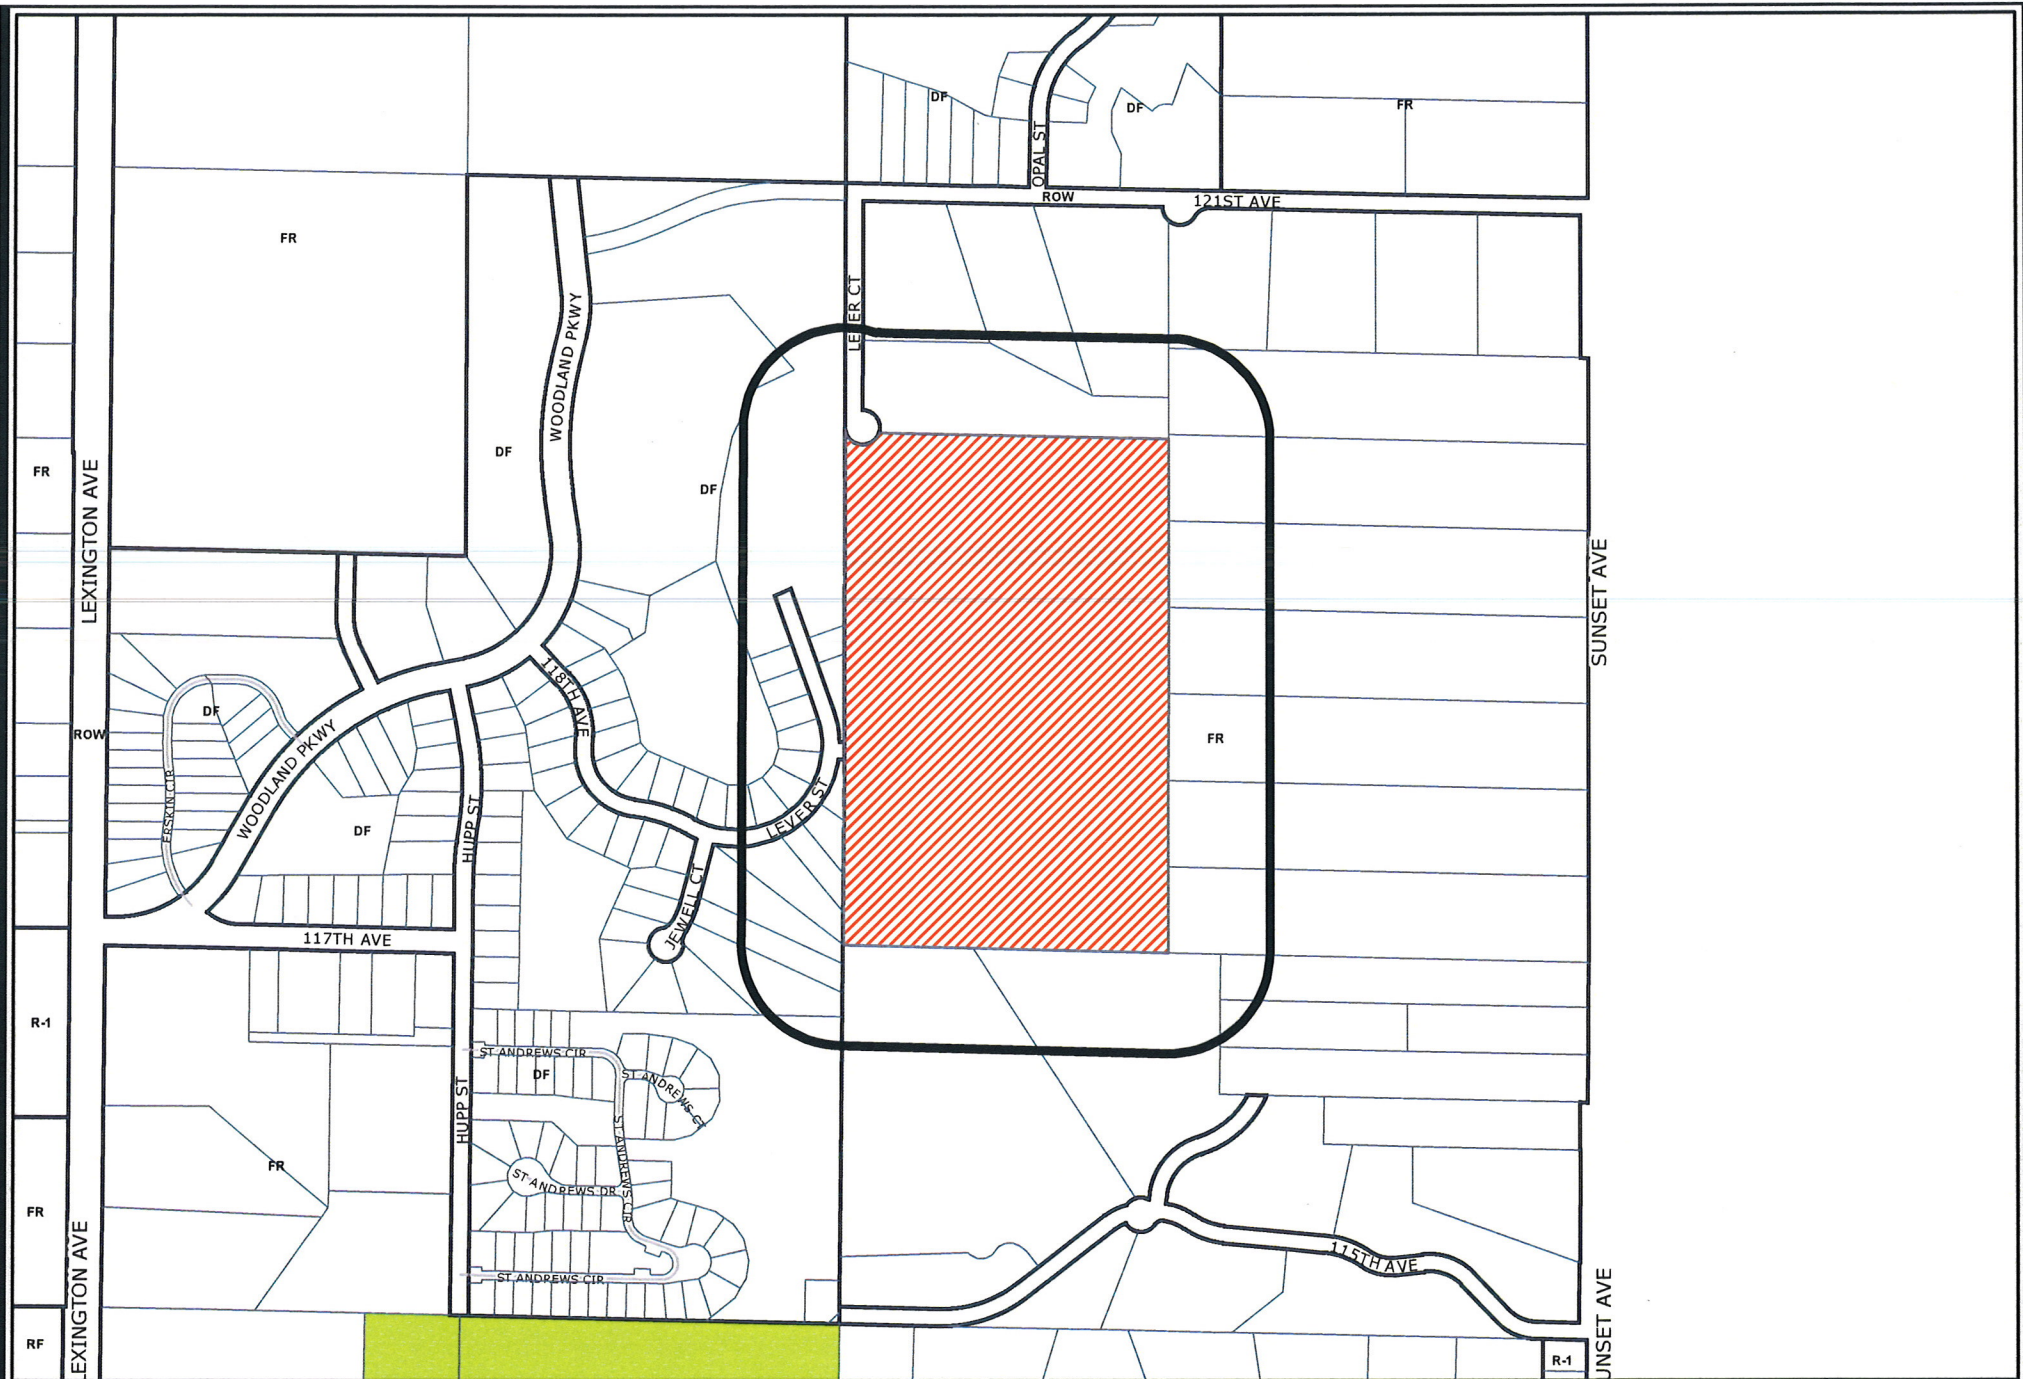 DF
DF
FR
OPAL ST
ROW
121ST AVE
FR
LEVER CT
WOODLAND PKWY
DF
FR
LEXINGTON AVE
DF
SUNSET AVE
118TH AVE
DF
ROW
WOODLAND PKWY
FR
ERSKIN CIR
HUPP ST
LEVER ST
DF
JEWELL CT
117TH AVE
R-1
ST ANDREWS CIR
DF
ST ANDREWS CT
HUPP ST
ST ANDREWS CIR
FR
ST ANDREWS DR
FR
LEXINGTON AVE
115TH AVE
ST ANDREWS CIR
SUNSET AVE
RF
R-1